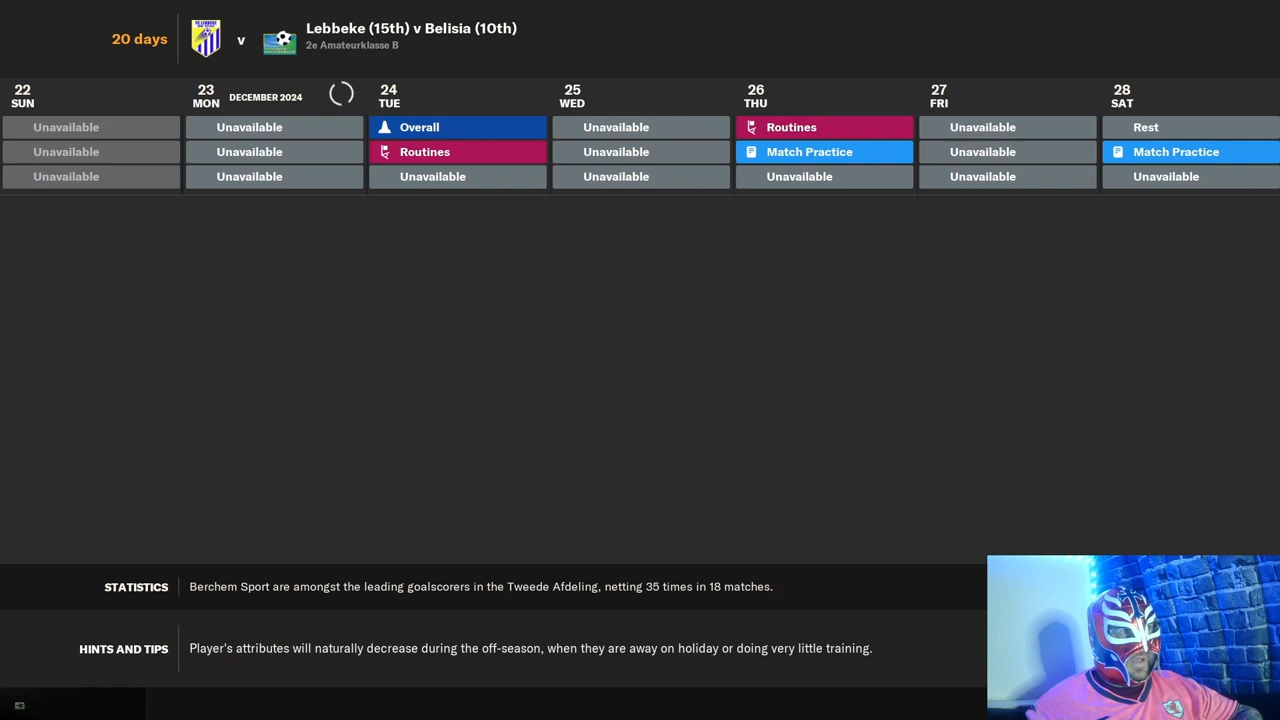 20 days
v
Lebbeke (15th) v Belisia (10th)
2e Amateurklasse B
22
SUN
23
MON
DECEMBER 2024
24
TUE
25
WED
26
THU
27
FRI
28
SAT
Unavailable
Unavailable
Overall
Unavailable
Routines
Unavailable
Rest
Unavailable
Unavailable
Routines
Unavailable
Match Practice
Unavailable
Match Practice
Unavailable
Unavailable
Unavailable
Unavailable
Unavailable
Unavailable
Unavailable
STATISTICS
Berchem Sport are amongst the leading goalscorers in the Tweede Afdeling, netting 35 times in 18 matches.
HINTS AND TIPS
Player's attributes will naturally decrease during the off-season, when they are away on holiday or doing very little training.